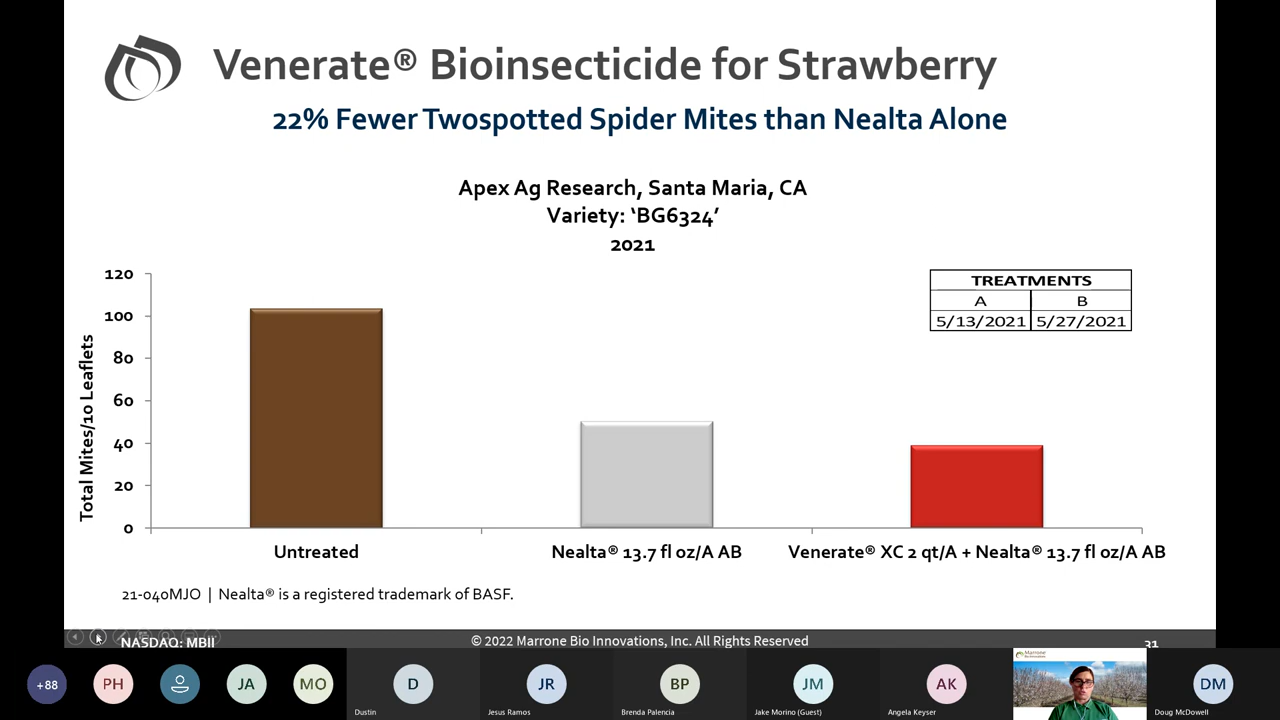 Venerate® Bioinsecticide for Strawberry
22% Fewer Twospotted Spider Mites than Nealta Alone
Apex Ag Research, Santa Maria, CA
Variety: ‘BG6324’
2021
120
100
80
60
40
20
0
Total Mites/10 Leaflets
TREATMENTS
A B
5/13/2021 5/27/2021
Untreated
Nealta® 13.7 fl oz/A AB
Venerate® XC 2 qt/A + Nealta® 13.7 fl oz/A AB
21-040MJO | Nealta® is a registered trademark of BASF.
NASDAQ: MBII
© 2022 Marrone Bio Innovations, Inc. All Rights Reserved
31
+88
PH
JA
MO
D
Dustin
JR
Jesus Ramos
BP
Brenda Palencia
JM
Jake Morino (Guest)
AK
Angela Keyser
Marrone
DM
Doug McDowell